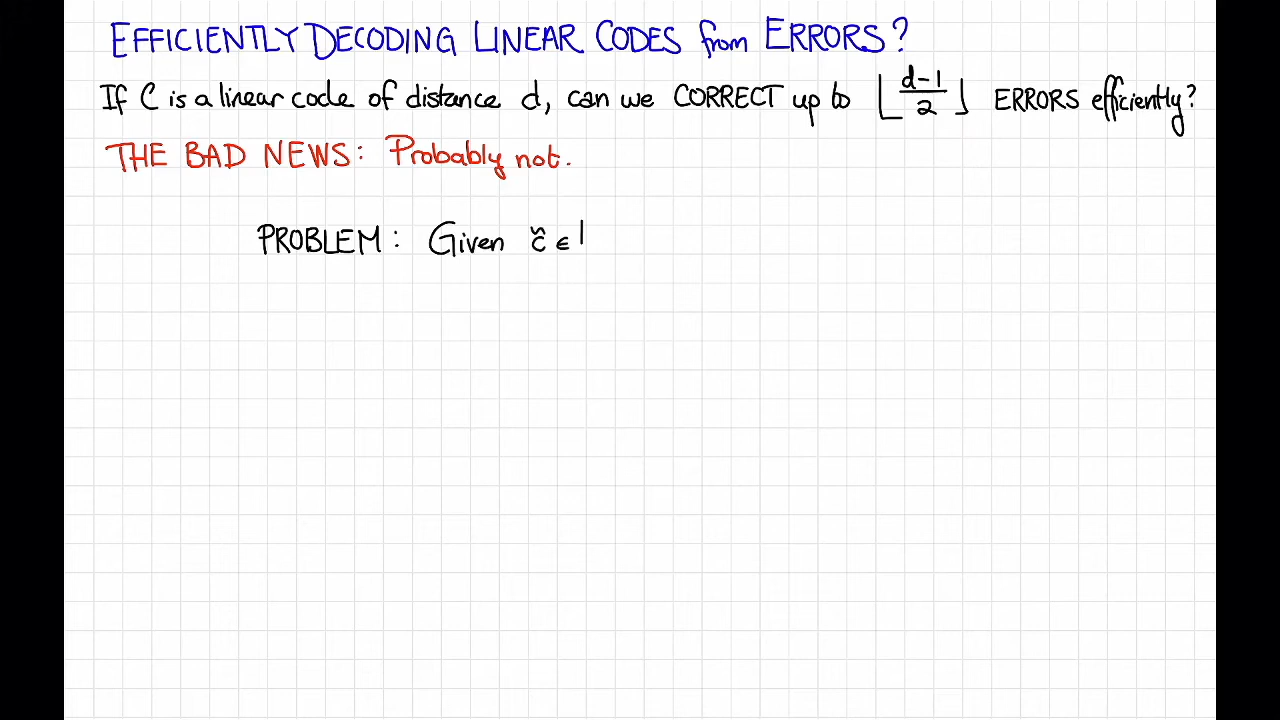 EFFICIENTLY DECODING LINEAR CODES from ERRORS?
If C is a linear code of distance d, can we CORRECT up to ⌊(d-1)/2⌋ ERRORS efficiently?
THE BAD NEWS: Probably not.
PROBLEM: Given c̃ ∈ |